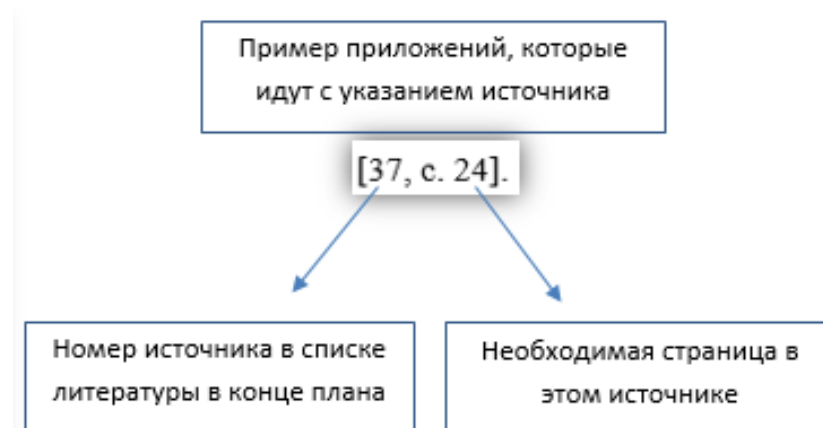 Пример приложений, которые
идут с указанием источника
[37, с. 24].
Номер источника в списке
литературы в конце плана
Необходимая страница в
этом источнике